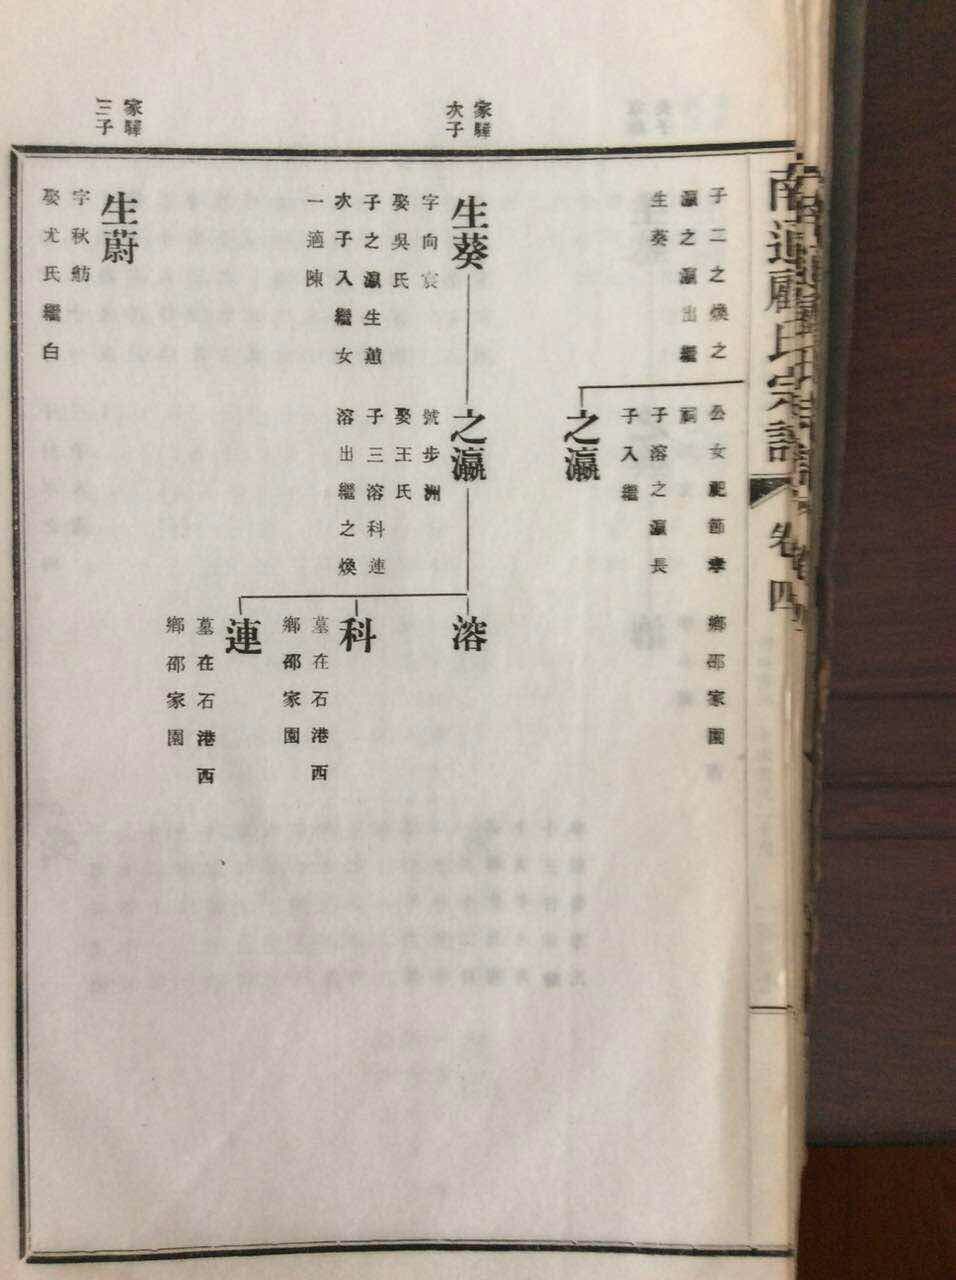 南通顧氏宗譜
卷四
子二之煥之
瀛之瀛出繼
生葵
公女妣節孝
祠
子溶之瀛長
子入繼
鄉邵家園
之瀛
家驊
次子
生葵
字向宸
娶吳氏
子之瀛生蕙
次子入繼女
一適陳
之瀛
號步洲
娶王氏
子三溶科連
溶出繼之煥
溶
科
墓在石港西
鄉邵家園
連
墓在石港西
鄉邵家園
家驊
三子
生蔚
字秋舫
娶尤氏繼白